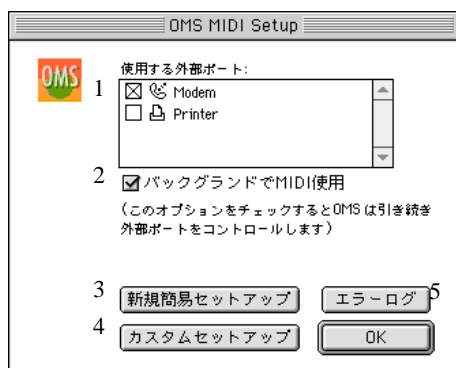 OMS MIDI Setup
OMS
使用する外部ポート:
1
Modem
Printer
2
バックグランドでMIDI使用
(このオプションをチェックするとOMSは引き続き
外部ポートをコントロールします)
3
新規簡易セットアップ
エラーログ
5
4
カスタムセットアップ
OK